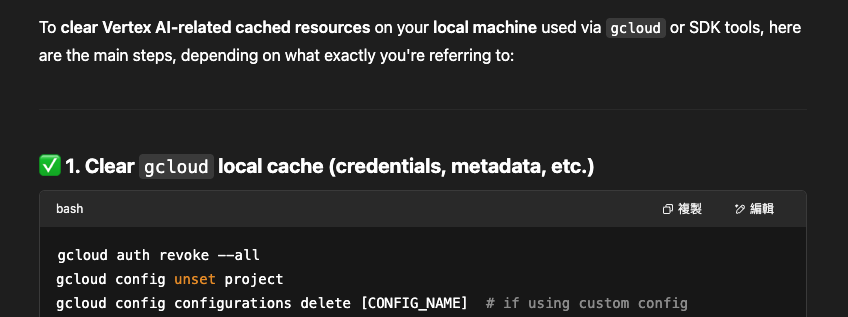 To clear Vertex AI-related cached resources on your local machine used via gcloud or SDK tools, here
are the main steps, depending on what exactly you're referring to:
✅ 1. Clear gcloud local cache (credentials, metadata, etc.)
bash 複製 編輯
gcloud auth revoke --all
gcloud config unset project
gcloud config configurations delete [CONFIG_NAME]  # if using custom config